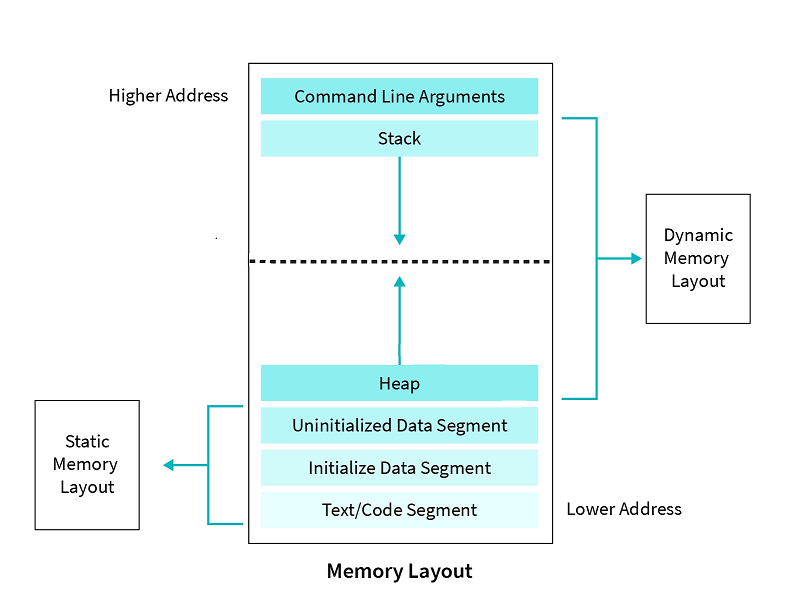 Higher Address
Command Line Arguments
Stack
Dynamic
Memory
Layout
Heap
Uninitialized Data Segment
Static
Memory
Layout
Initialize Data Segment
Text/Code Segment
Lower Address
Memory Layout